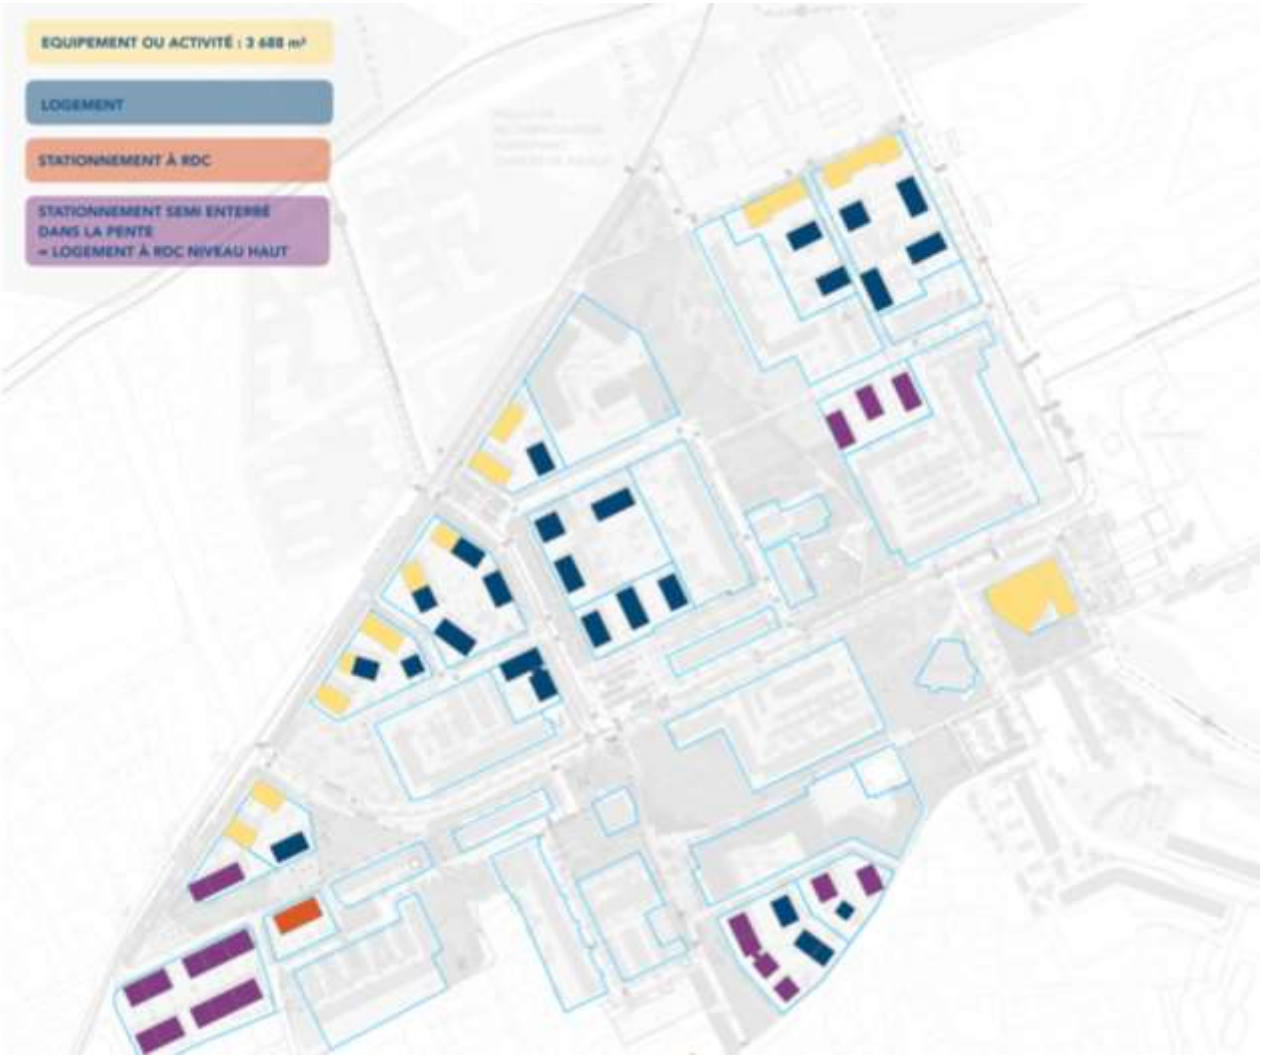 EQUIPEMENT OU ACTIVITÉ : 3 688 m²
LOGEMENT
STATIONNEMENT À RDC
STATIONNEMENT SEMI ENTERRÉ
DANS LA PENTE
= LOGEMENT À RDC NIVEAU HAUT